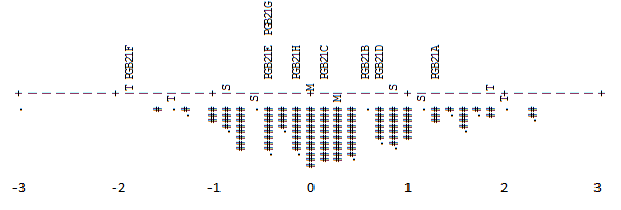 PGB21G
PGB21F PGB21E PGB21H PGB21C PGB21B PGB21D PGB21A
T S M S T
T S M S T
-3 -2 -1 0 1 2 3